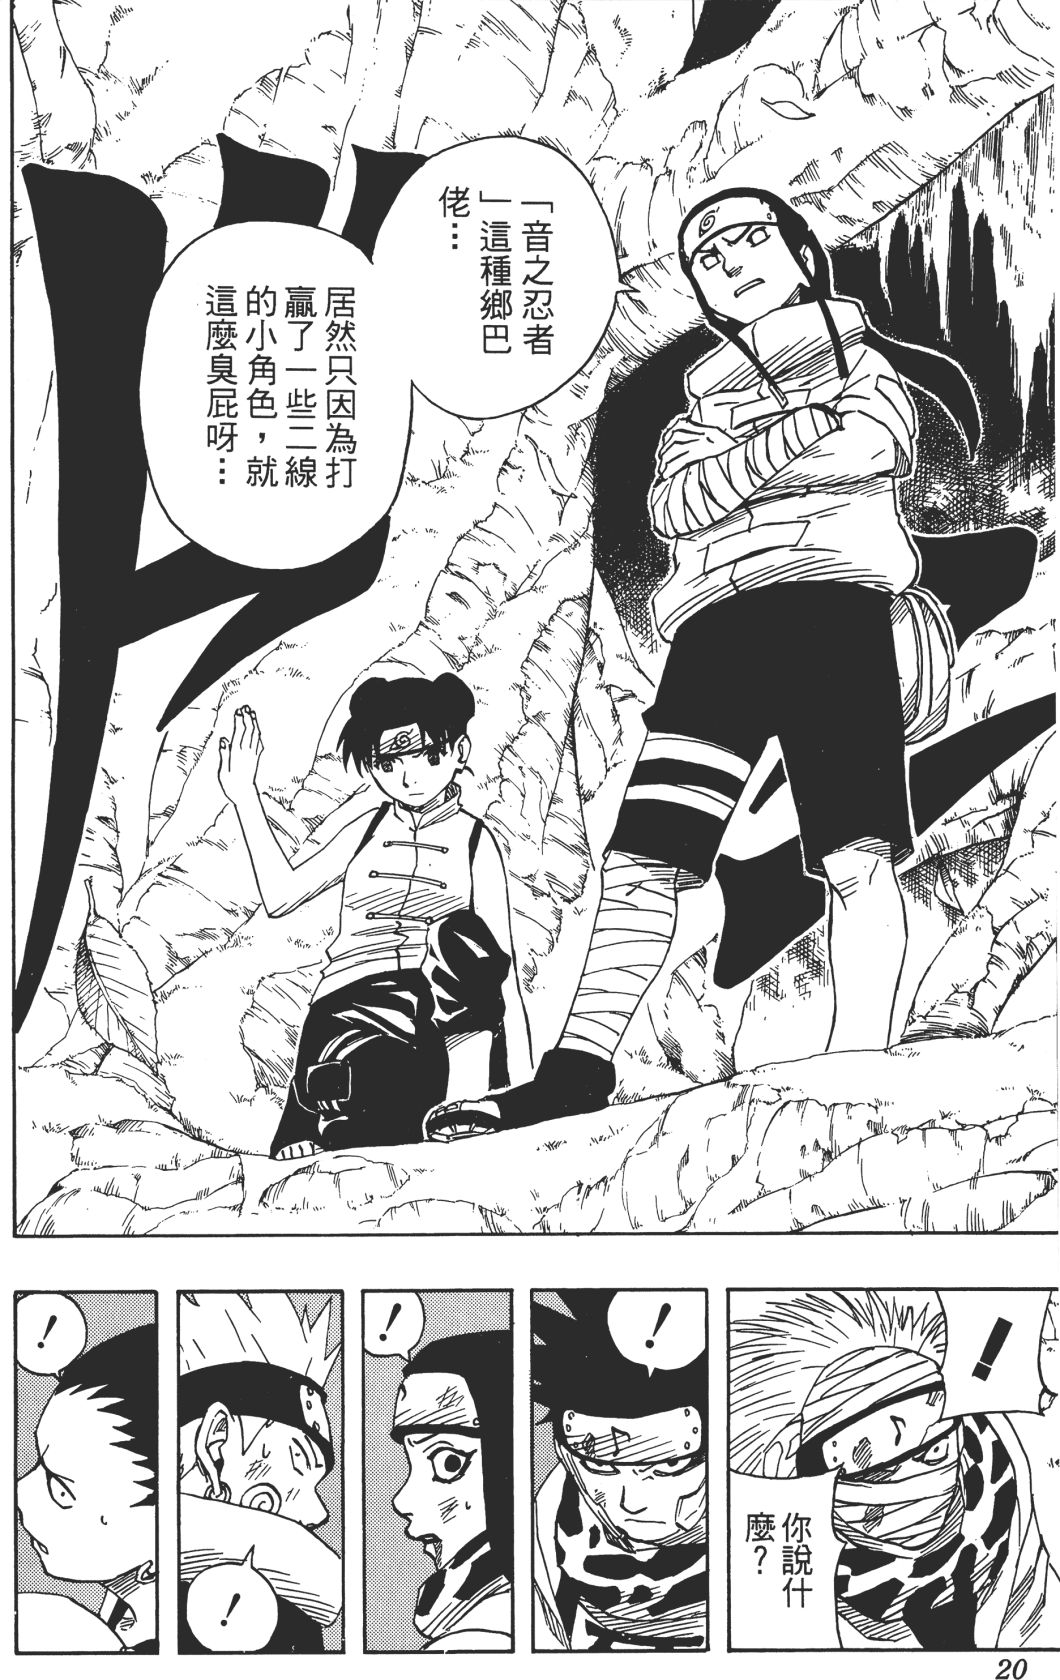 「音之忍者
」這種鄉巴
佬…
居然只因為打
贏了一些二線
的小角色，就
這麼臭屁呀…
!
你說什
麼？
!
!
!
!
20